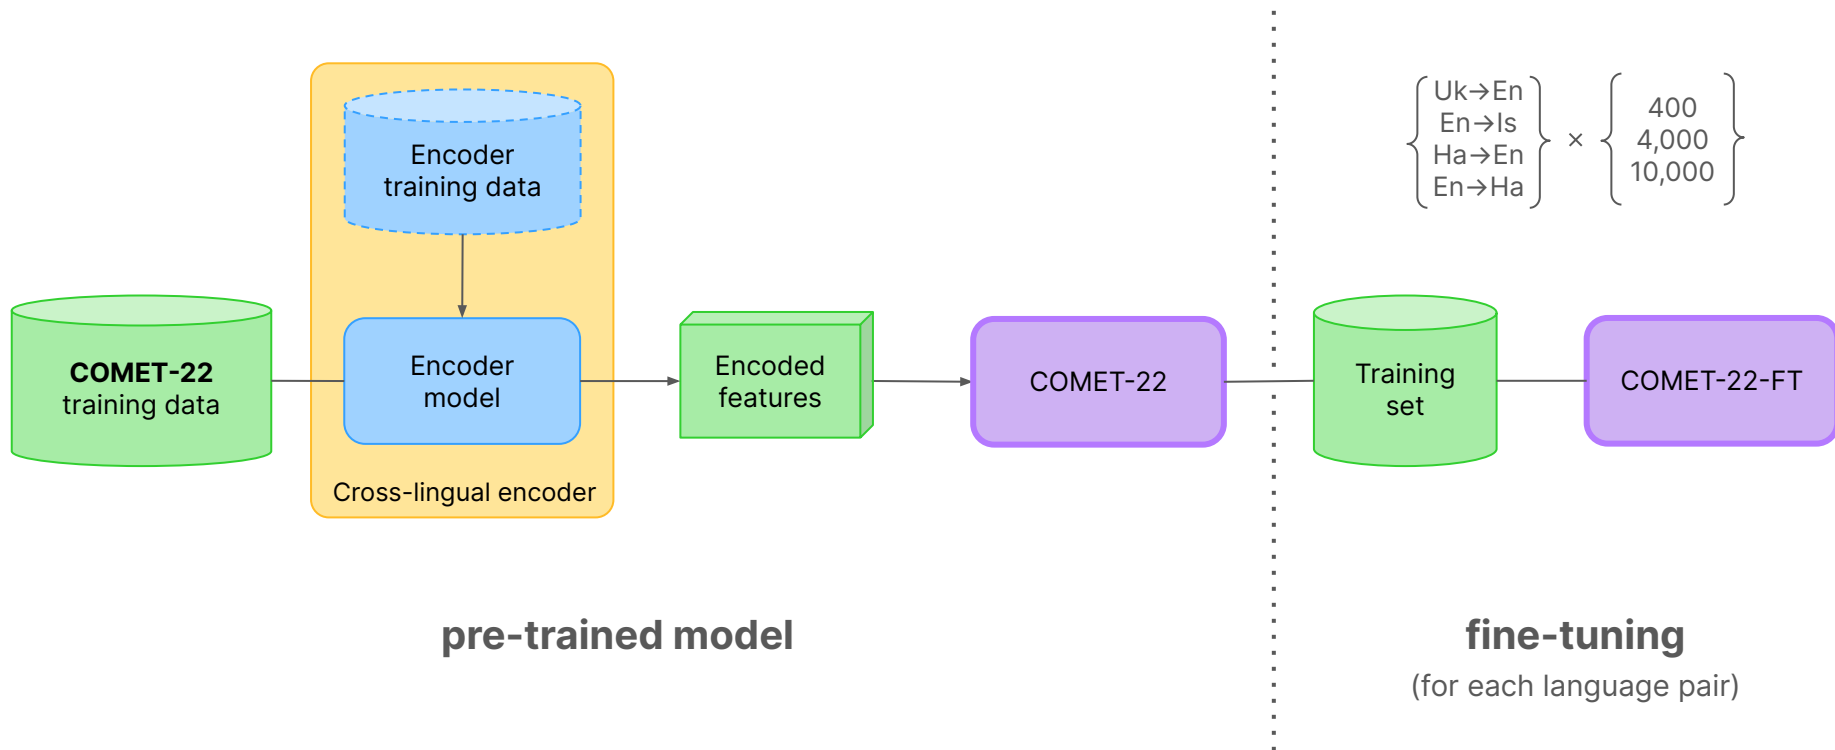 Encoder
training data
COMET-22
training data
Encoder
model
Cross-lingual encoder
Encoded
features
COMET-22
pre-trained model
Uk→En
En→Is
Ha→En
En→Ha
×
400
4,000
10,000
Training
set
COMET-22-FT
fine-tuning
(for each language pair)